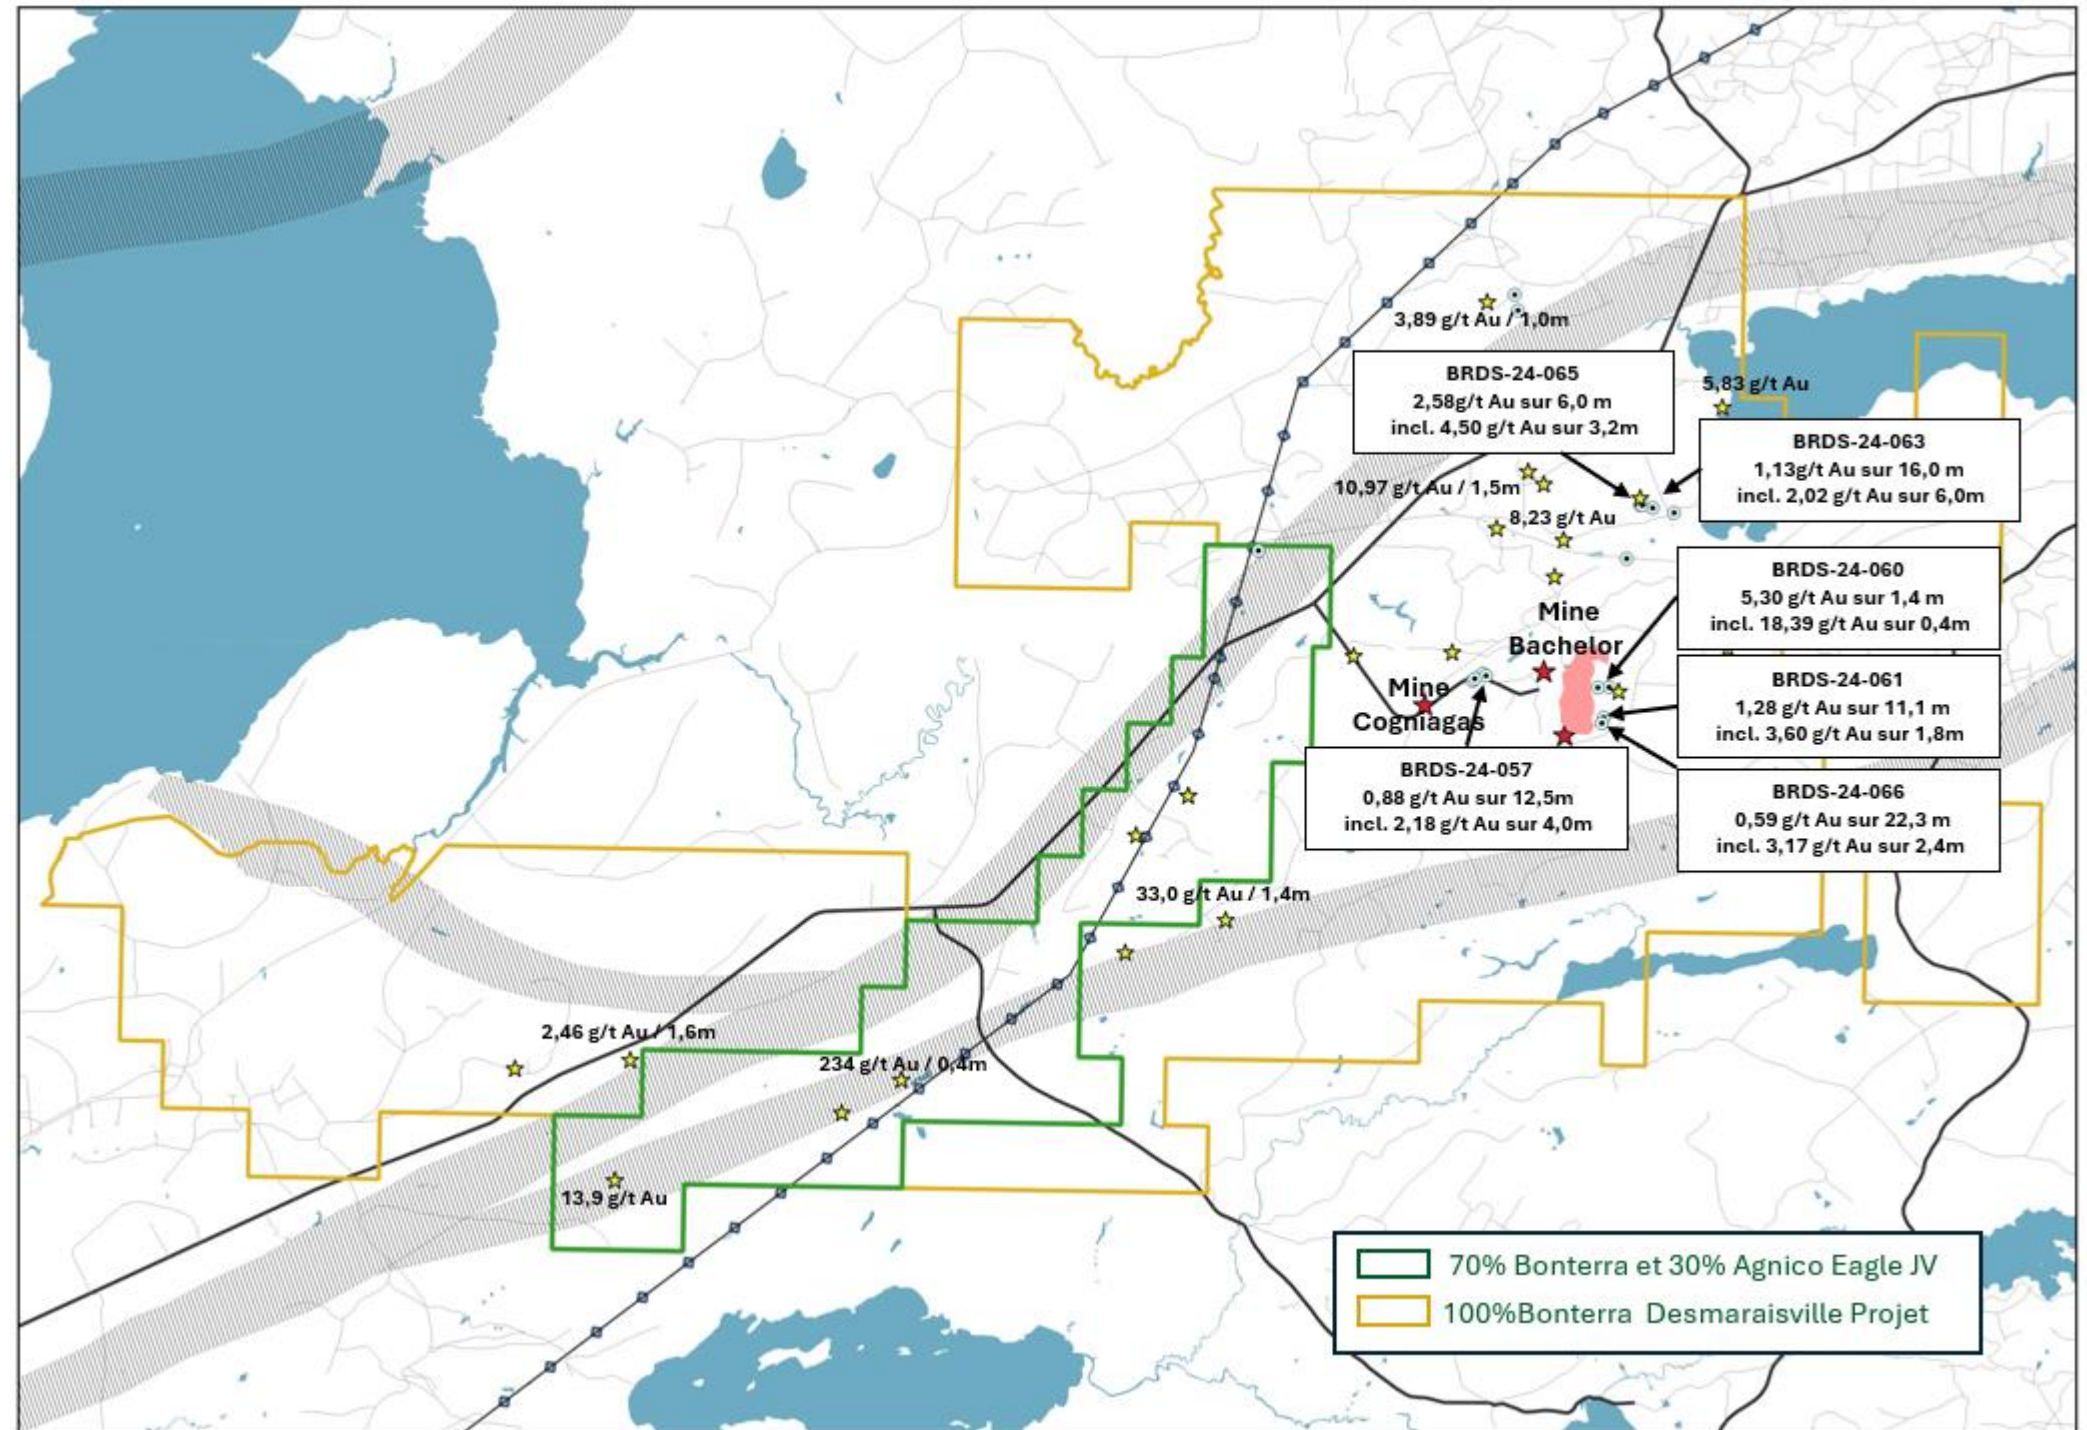 3,89 g/t Au / 1,0m
BRDS-24-065
2,58g/t Au sur 6,0 m
incl. 4,50 g/t Au sur 3,2m
5,83 g/t Au
BRDS-24-063
1,13g/t Au sur 16,0 m
incl. 2,02 g/t Au sur 6,0m
10,97 g/t Au / 1,5m
8,23 g/t Au
BRDS-24-060
5,30 g/t Au sur 1,4 m
incl. 18,39 g/t Au sur 0,4m
Mine
Bachelor
Mine
Cogniagas
BRDS-24-061
1,28 g/t Au sur 11,1 m
incl. 3,60 g/t Au sur 1,8m
BRDS-24-057
0,88 g/t Au sur 12,5m
incl. 2,18 g/t Au sur 4,0m
BRDS-24-066
0,59 g/t Au sur 22,3 m
incl. 3,17 g/t Au sur 2,4m
33,0 g/t Au / 1,4m
2,46 g/t Au / 1,6m
234 g/t Au / 0,4m
13,9 g/t Au
70% Bonterra et 30% Agnico Eagle JV
100%Bonterra Desmaraisville Projet